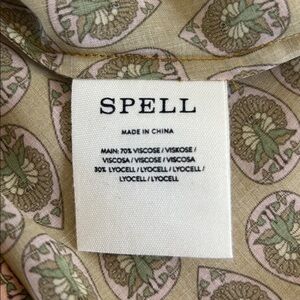 SPELL
MADE IN CHINA
MAIN: 70% VISCOSE / VISKOSE /
VISCOSA / VISCOSE / VISCOSA
30% LYOCELL / LYOCELL / LYOCELL /
LYOCELL / LYOCELL